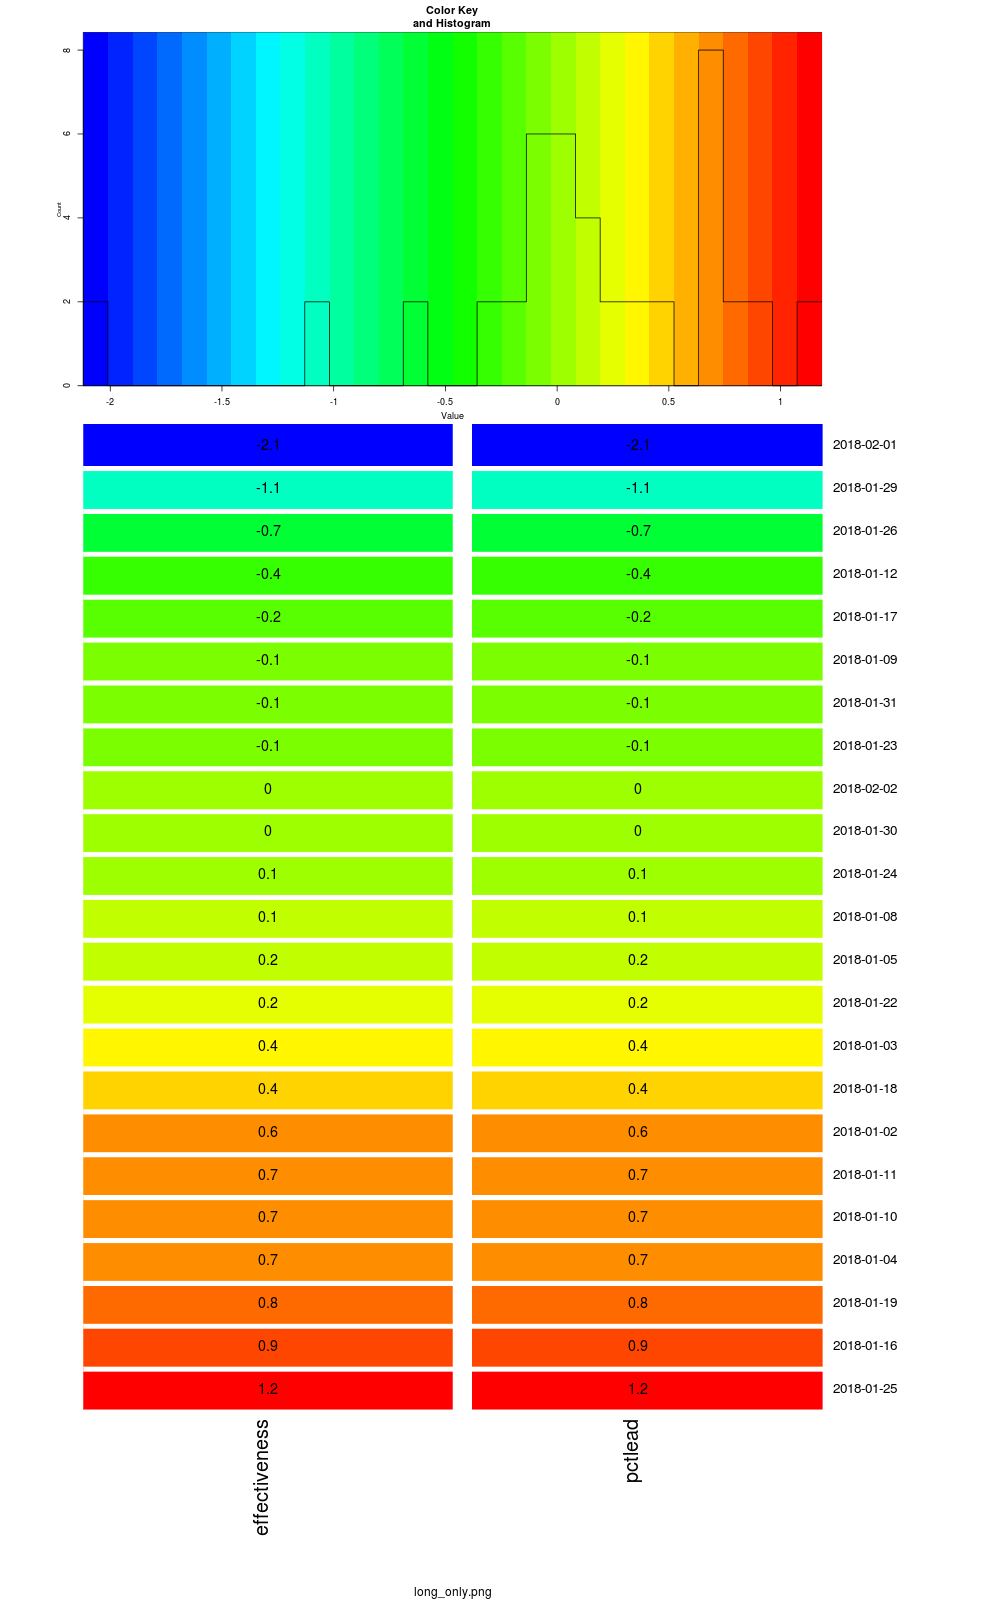 Color Key
and Histogram
8
6
4
2
0
Count
-2 -1.5 -1 -0.5 0 0.5 1
Value
-2.1 -2.1 2018-02-01
-1.1 -1.1 2018-01-29
-0.7 -0.7 2018-01-26
-0.4 -0.4 2018-01-12
-0.2 -0.2 2018-01-17
-0.1 -0.1 2018-01-09
-0.1 -0.1 2018-01-31
-0.1 -0.1 2018-01-23
0 0 2018-02-02
0 0 2018-01-30
0.1 0.1 2018-01-24
0.1 0.1 2018-01-08
0.2 0.2 2018-01-05
0.2 0.2 2018-01-22
0.4 0.4 2018-01-03
0.4 0.4 2018-01-18
0.6 0.6 2018-01-02
0.7 0.7 2018-01-11
0.7 0.7 2018-01-10
0.7 0.7 2018-01-04
0.8 0.8 2018-01-19
0.9 0.9 2018-01-16
1.2 1.2 2018-01-25
effectiveness pctlead
long_only.png